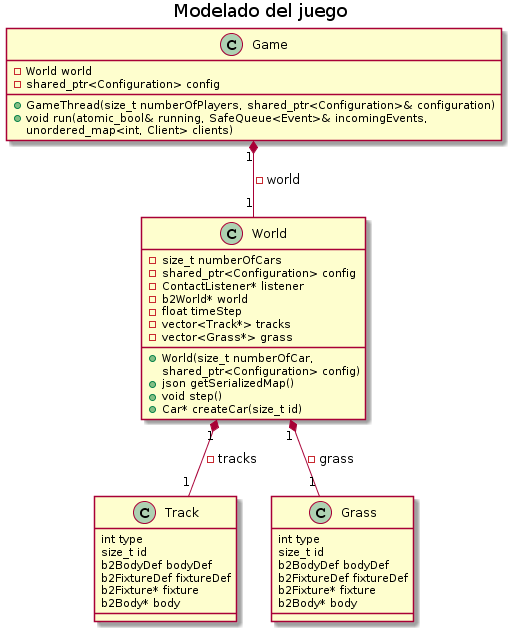 Modelado del juego
C Game
World world
shared_ptr<Configuration> config
GameThread(size_t numberOfPlayers, shared_ptr<Configuration>& configuration)
void run(atomic_bool& running, SafeQueue<Event>& incomingEvents,
unordered_map<int, Client> clients)
1
world
1
C World
size_t numberOfCars
shared_ptr<Configuration> config
ContactListener* listener
b2World* world
float timeStep
vector<Track*> tracks
vector<Grass*> grass
World(size_t numberOfCar,
shared_ptr<Configuration> config)
json getSerializedMap()
void step()
Car* createCar(size_t id)
1 1
tracks grass
1 1
C Track
int type
size_t id
b2BodyDef bodyDef
b2FixtureDef fixtureDef
b2Fixture* fixture
b2Body* body
C Grass
int type
size_t id
b2BodyDef bodyDef
b2FixtureDef fixtureDef
b2Fixture* fixture
b2Body* body